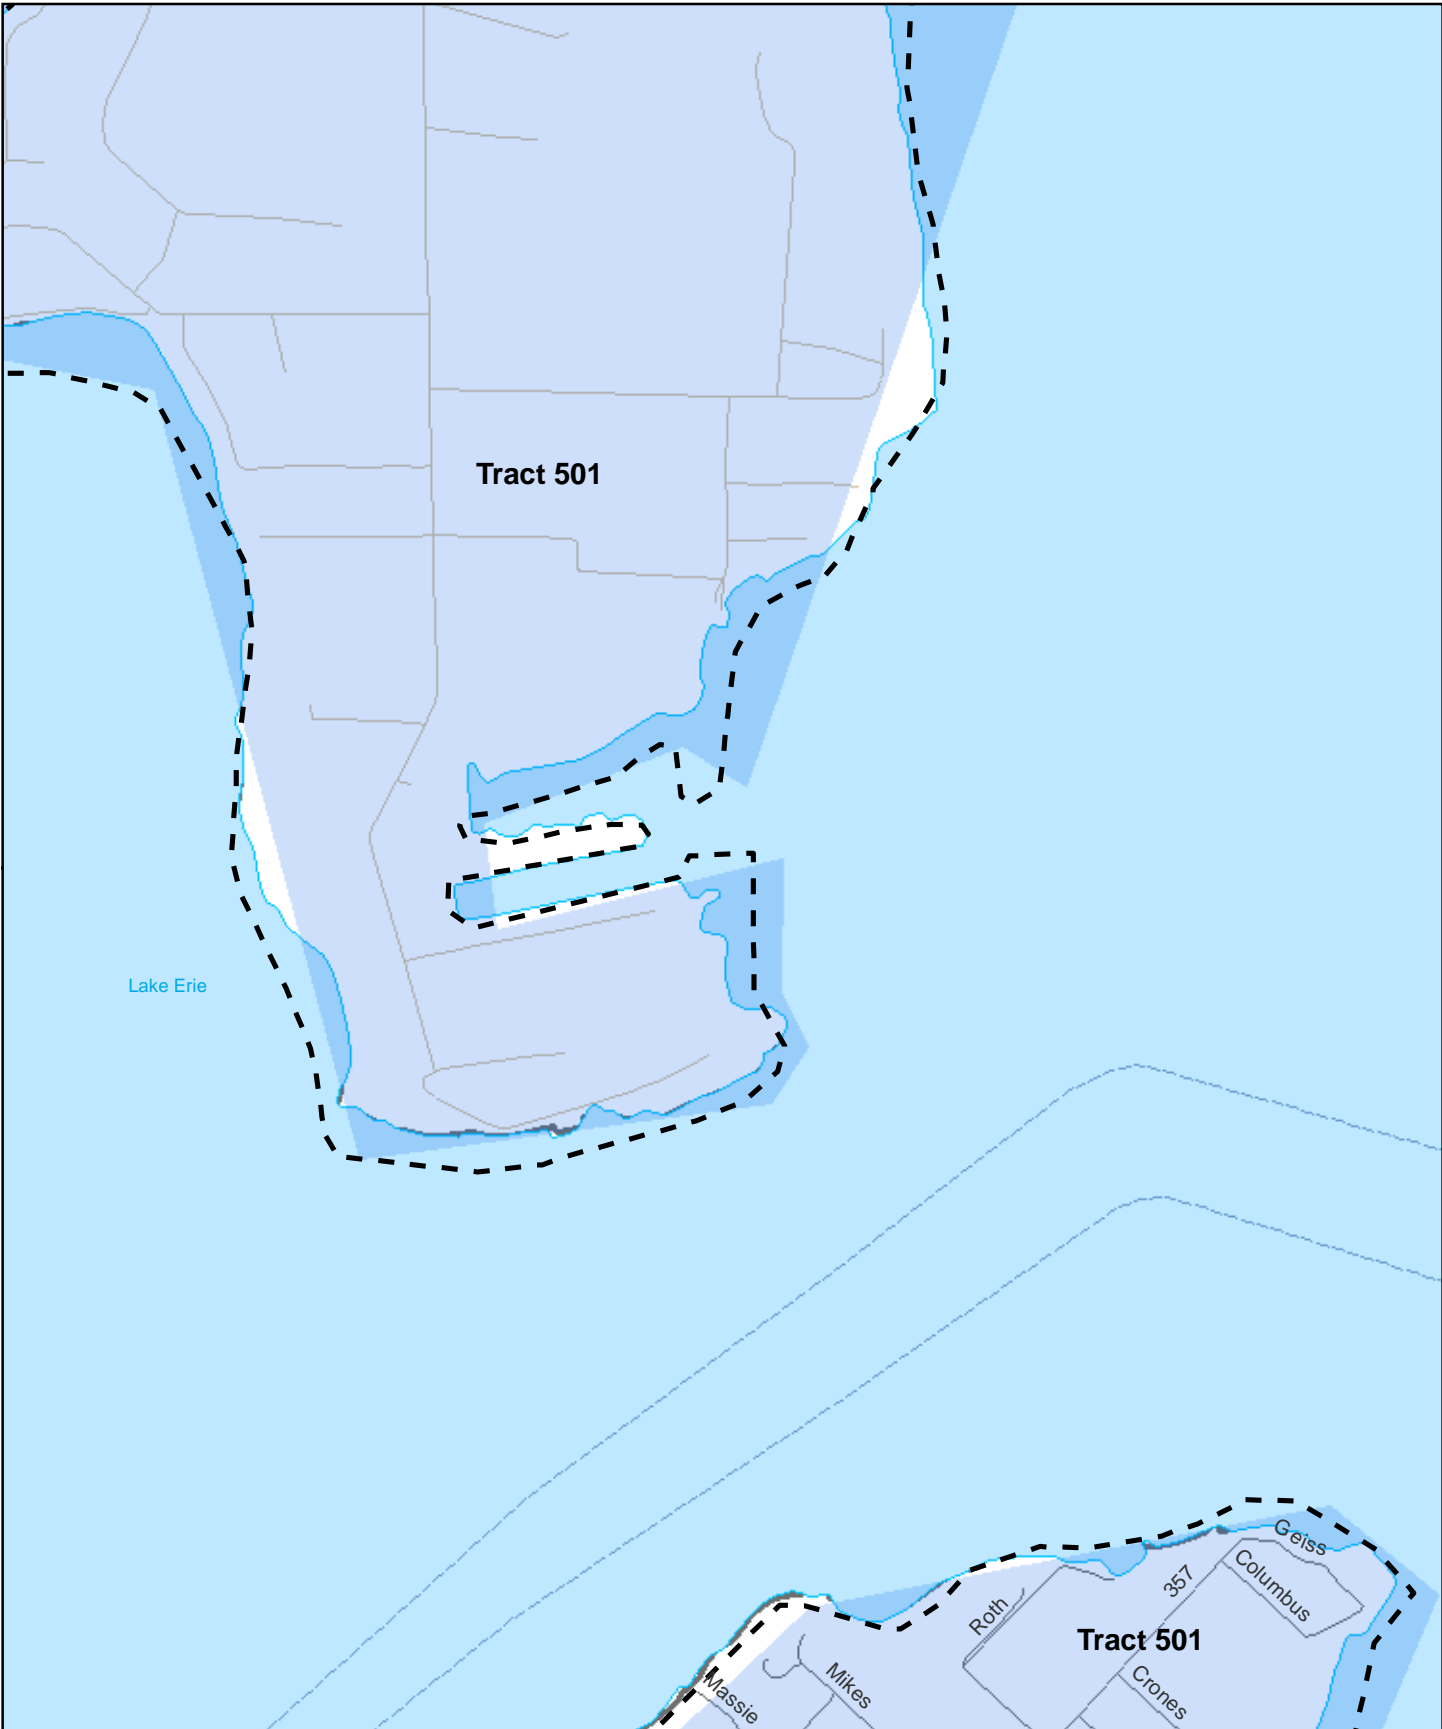 Tract 501
Lake Erie
Geiss
Columbus
357
Roth
Tract 501
Mikes
Crones
Massie